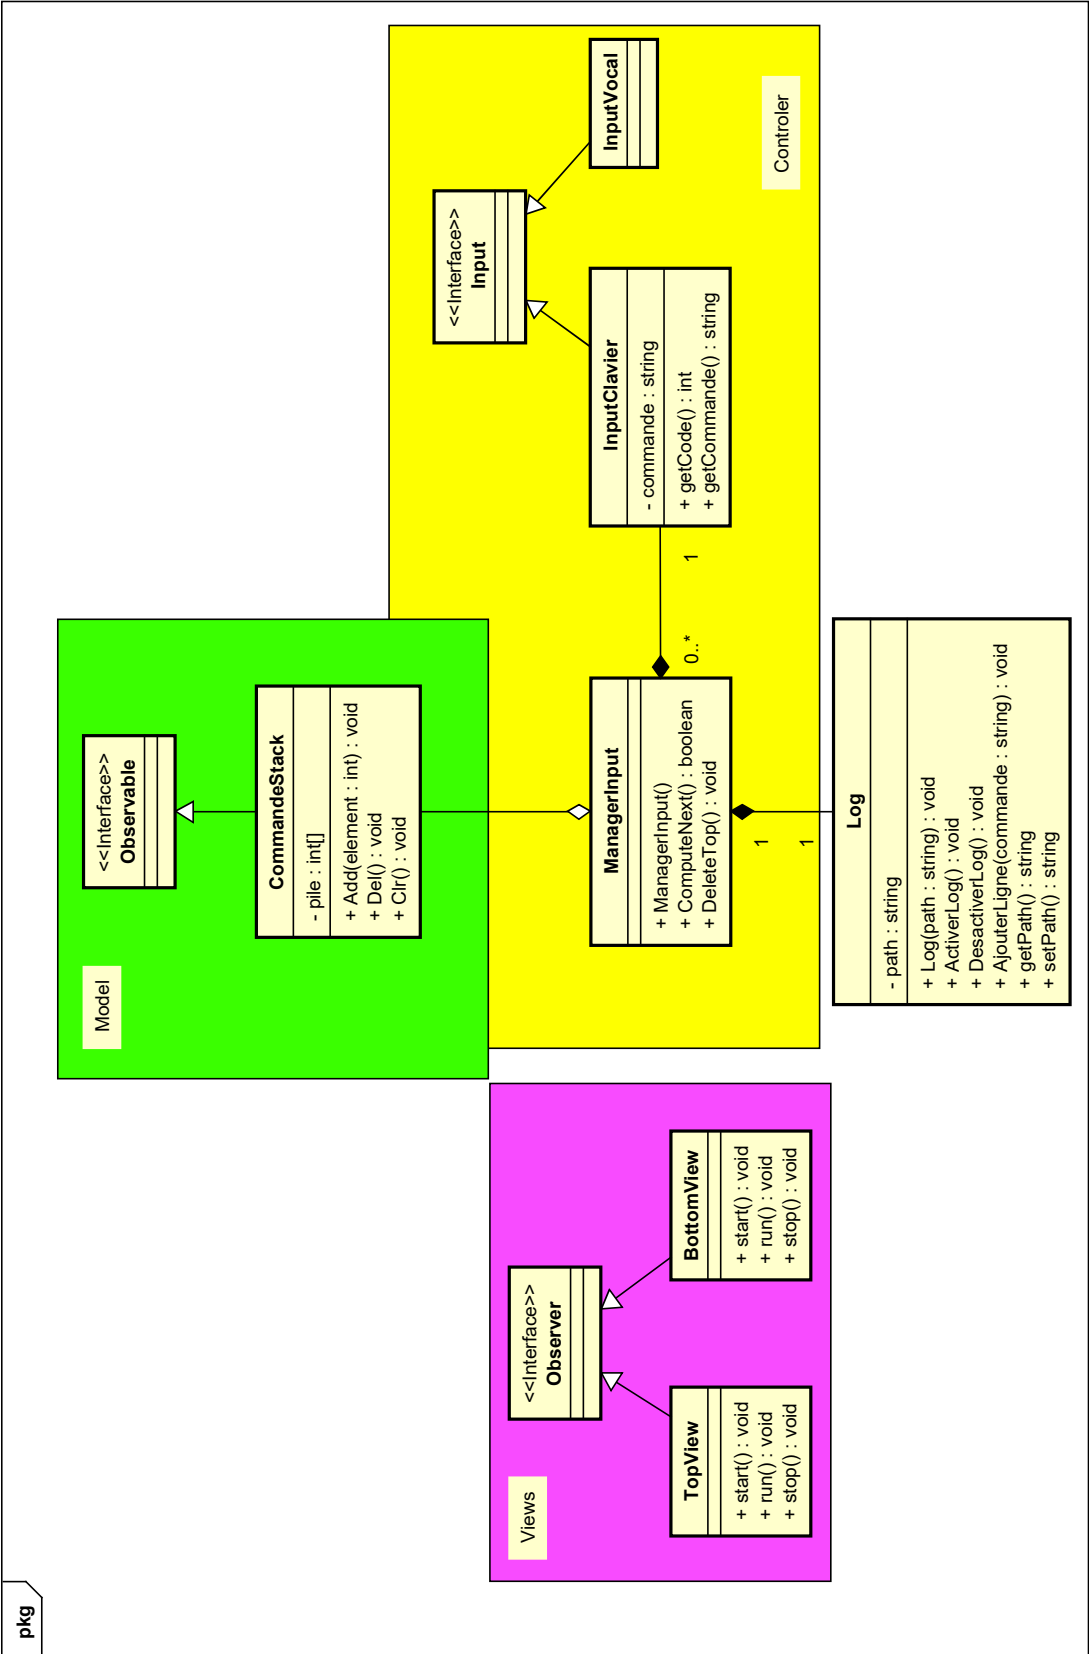 pkg
Model
<<Interface>>
Observable
CommandeStack
- pile : int[]
+ Add(element : int) : void
+ Del() : void
+ Clr() : void
Views
<<Interface>>
Observer
TopView
+ start() : void
+ run() : void
+ stop() : void
BottomView
+ start() : void
+ run() : void
+ stop() : void
<<Interface>>
Input
InputVocal
Controler
InputClavier
- commande : string
+ getCode() : int
+ getCommande() : string
1
0..*
ManagerInput
+ ManagerInput()
+ ComputeNext() : boolean
+ DeleteTop() : void
1
1
Log
- path : string
+ Log(path : string) : void
+ ActiverLog() : void
+ DesactiverLog() : void
+ AjouterLigne(commande : string) : void
+ getPath() : string
+ setPath() : string